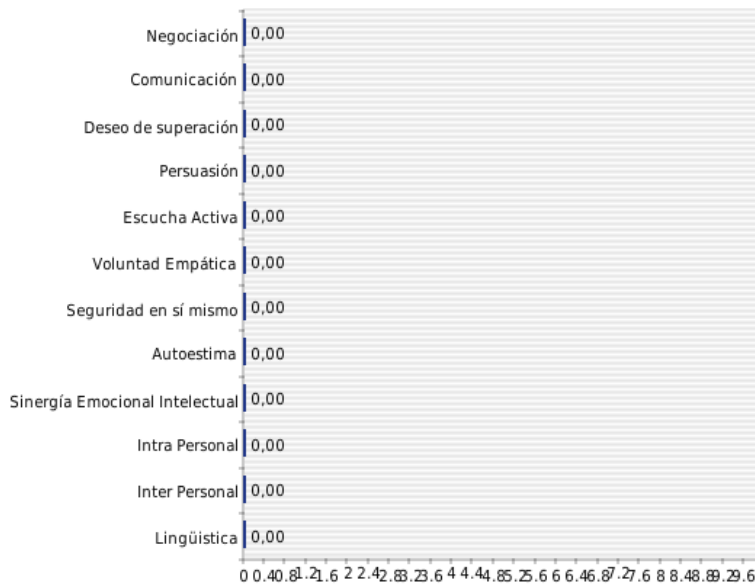 Negociación 0,00
Comunicación 0,00
Deseo de superación 0,00
Persuasión 0,00
Escucha Activa 0,00
Voluntad Empática 0,00
Seguridad en sí mismo 0,00
Autoestima 0,00
Sinergía Emocional Intelectual 0,00
Intra Personal 0,00
Inter Personal 0,00
Lingüistica 0,00
0 0.4 0.8 1.2 1.6 2 2.4 2.8 3.2 3.6 4 4.4 4.8 5.2 5.6 6 6.4 6.8 7.2 7.6 8 8.4 8.8 9.2 9.6